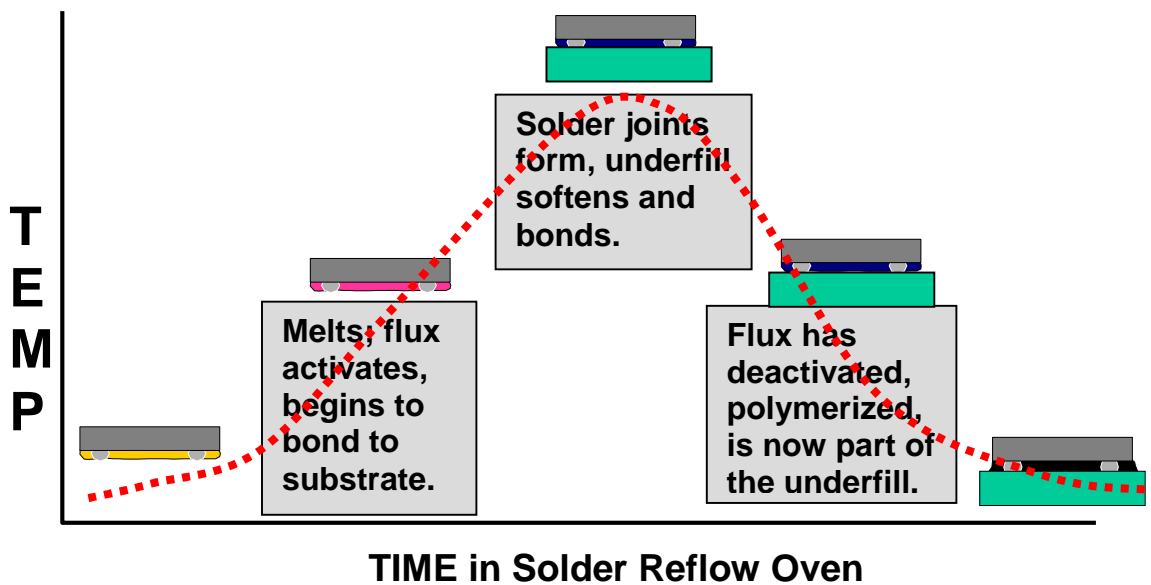 Solder joints
form, underfill
softens and
bonds.
T
E
M
P
Melts; flux
activates,
begins to
bond to
substrate.
Flux has
deactivated,
polymerized,
is now part of
the underfill.
TIME in Solder Reflow Oven